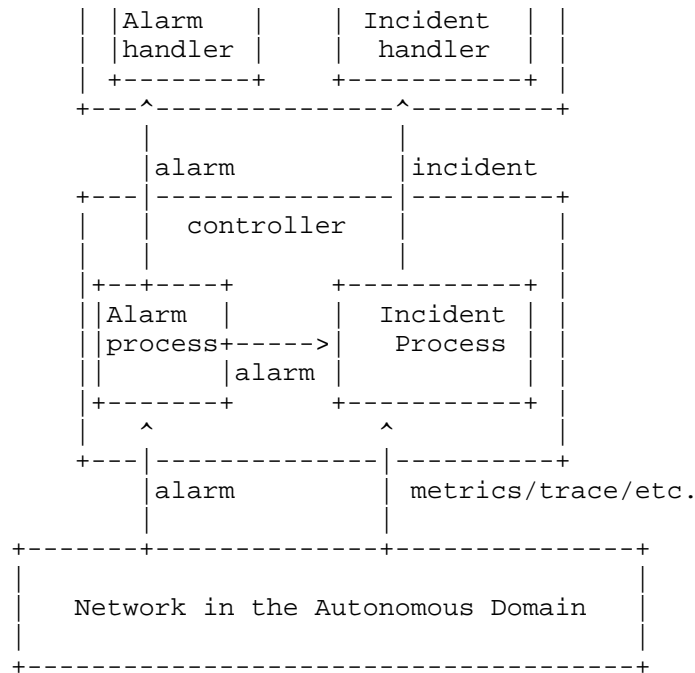 Alarm Incident
handler handler
alarm incident
controller
Alarm Incident
process Process
alarm
alarm metrics/trace/etc.
Network in the Autonomous Domain